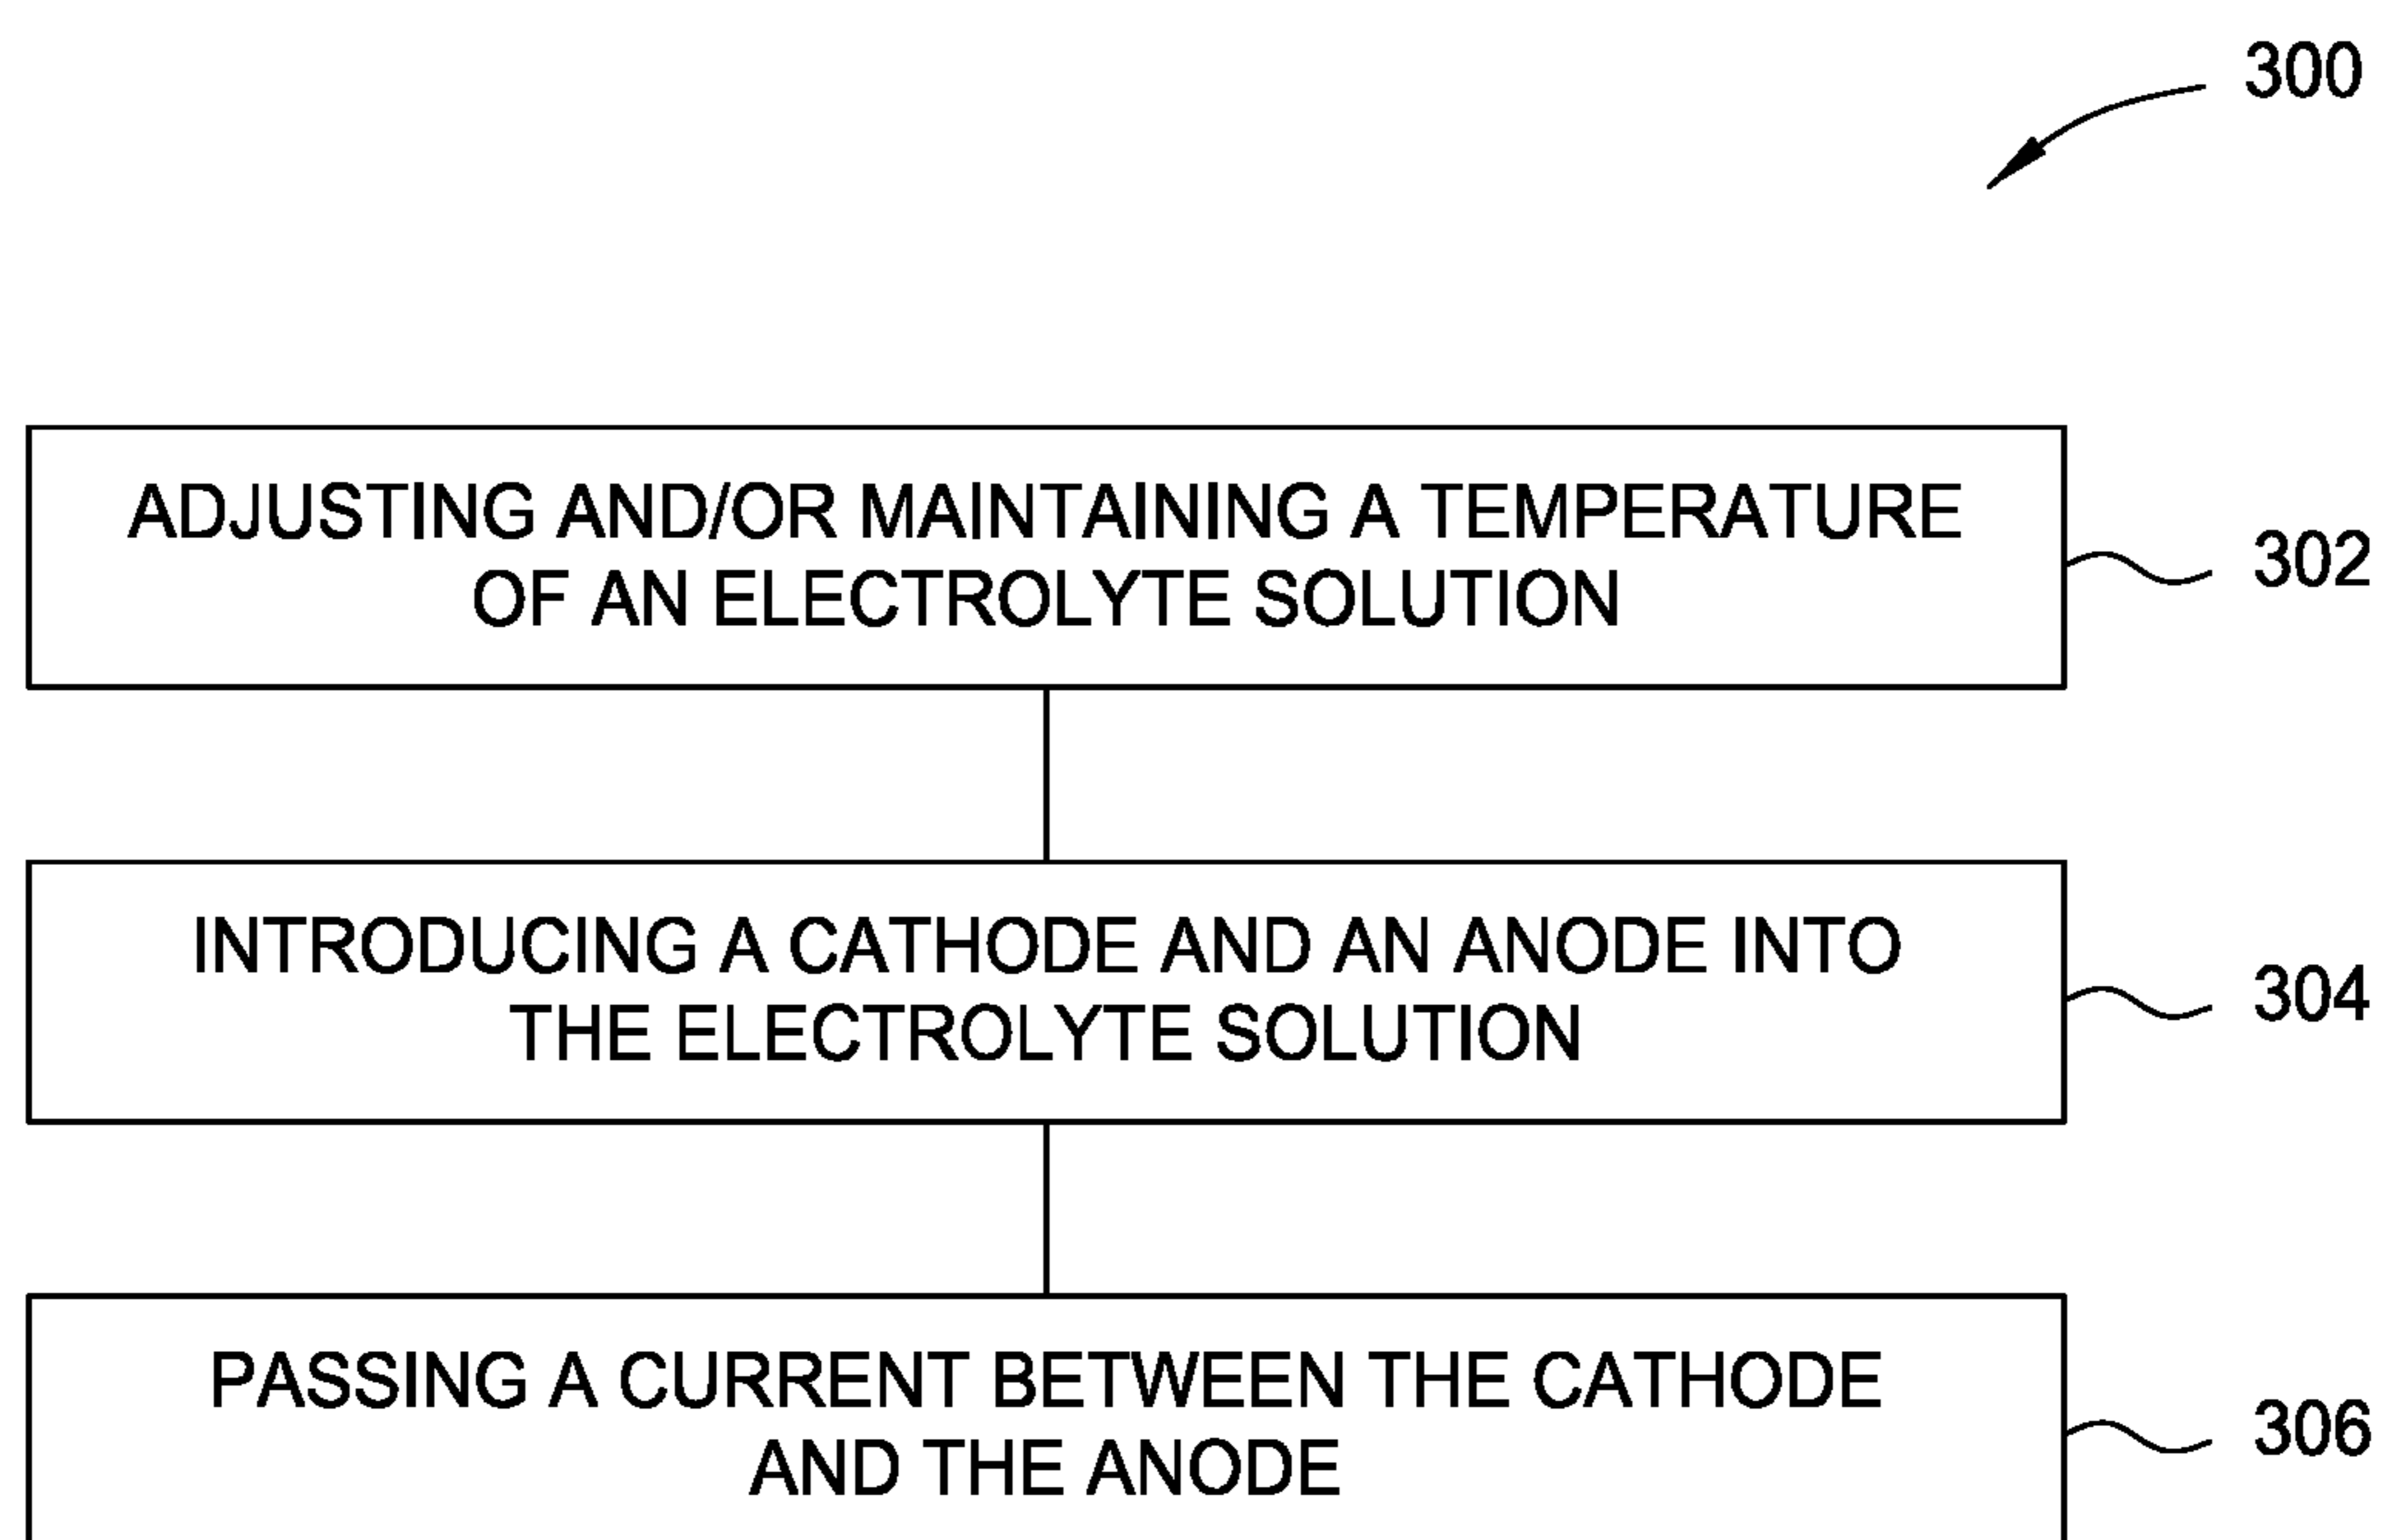 300
ADJUSTING AND/OR MAINTAINING A TEMPERATURE
OF AN ELECTROLYTE SOLUTION
302
INTRODUCING A CATHODE AND AN ANODE INTO
THE ELECTROLYTE SOLUTION
304
PASSING A CURRENT BETWEEN THE CATHODE
AND THE ANODE
306